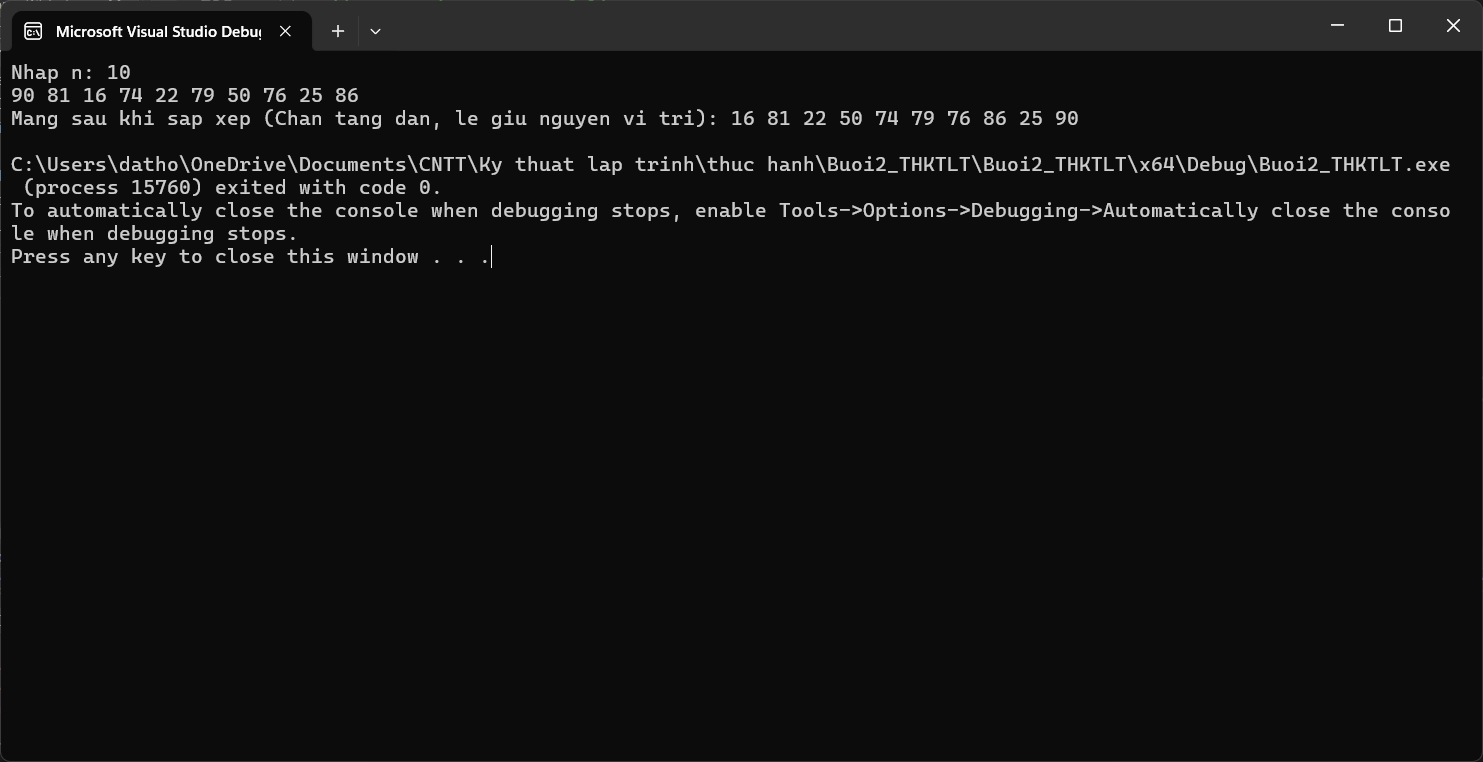 Microsoft Visual Studio Debug
Nhap n: 10
90 81 16 74 22 79 50 76 25 86
Mang sau khi sap xep (Chan tang dan, le giu nguyen vi tri): 16 81 22 50 74 79 76 86 25 90
C:\Users\datho\OneDrive\Documents\CNTT\Ky thuat lap trinh\thuc hanh\Buoi2_THKTLT\Buoi2_THKTLT\x64\Debug\Buoi2_THKTLT.exe
(process 15760) exited with code 0.
To automatically close the console when debugging stops, enable Tools->Options->Debugging->Automatically close the conso
le when debugging stops.
Press any key to close this window . . .